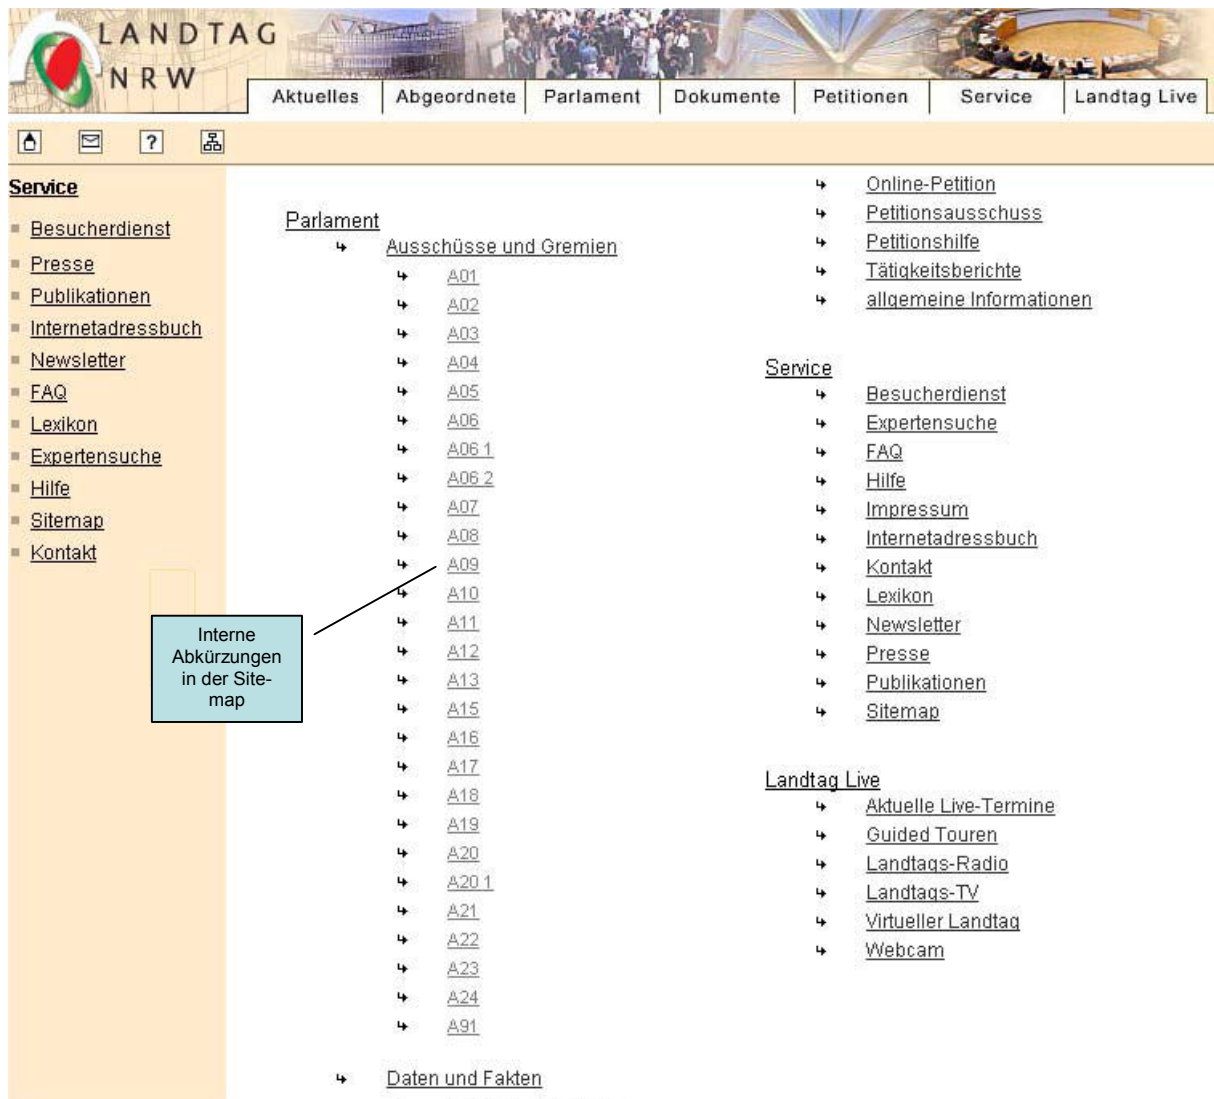 LANDTAG
NRW
Aktuelles
Abgeordnete
Parlament
Dokumente
Petitionen
Service
Landtag Live
?
Service
Besucherdienst
Presse
Publikationen
Internetadressbuch
Newsletter
FAQ
Lexikon
Expertensuche
Hilfe
Sitemap
Kontakt
Interne
Abkürzungen
in der Site-
map
Parlament
Ausschüsse und Gremien
A01
A02
A03
A04
A05
A06
A06 1
A06 2
A07
A08
A09
A10
A11
A12
A13
A15
A16
A17
A18
A19
A20
A20 1
A21
A22
A23
A24
A91
Daten und Fakten
Online-Petition
Petitionsausschuss
Petitionshilfe
Tätigkeitsberichte
allgemeine Informationen
Service
Besucherdienst
Expertensuche
FAQ
Hilfe
Impressum
Internetadressbuch
Kontakt
Lexikon
Newsletter
Presse
Publikationen
Sitemap
Landtag Live
Aktuelle Live-Termine
Guided Touren
Landtags-Radio
Landtags-TV
Virtueller Landtag
Webcam